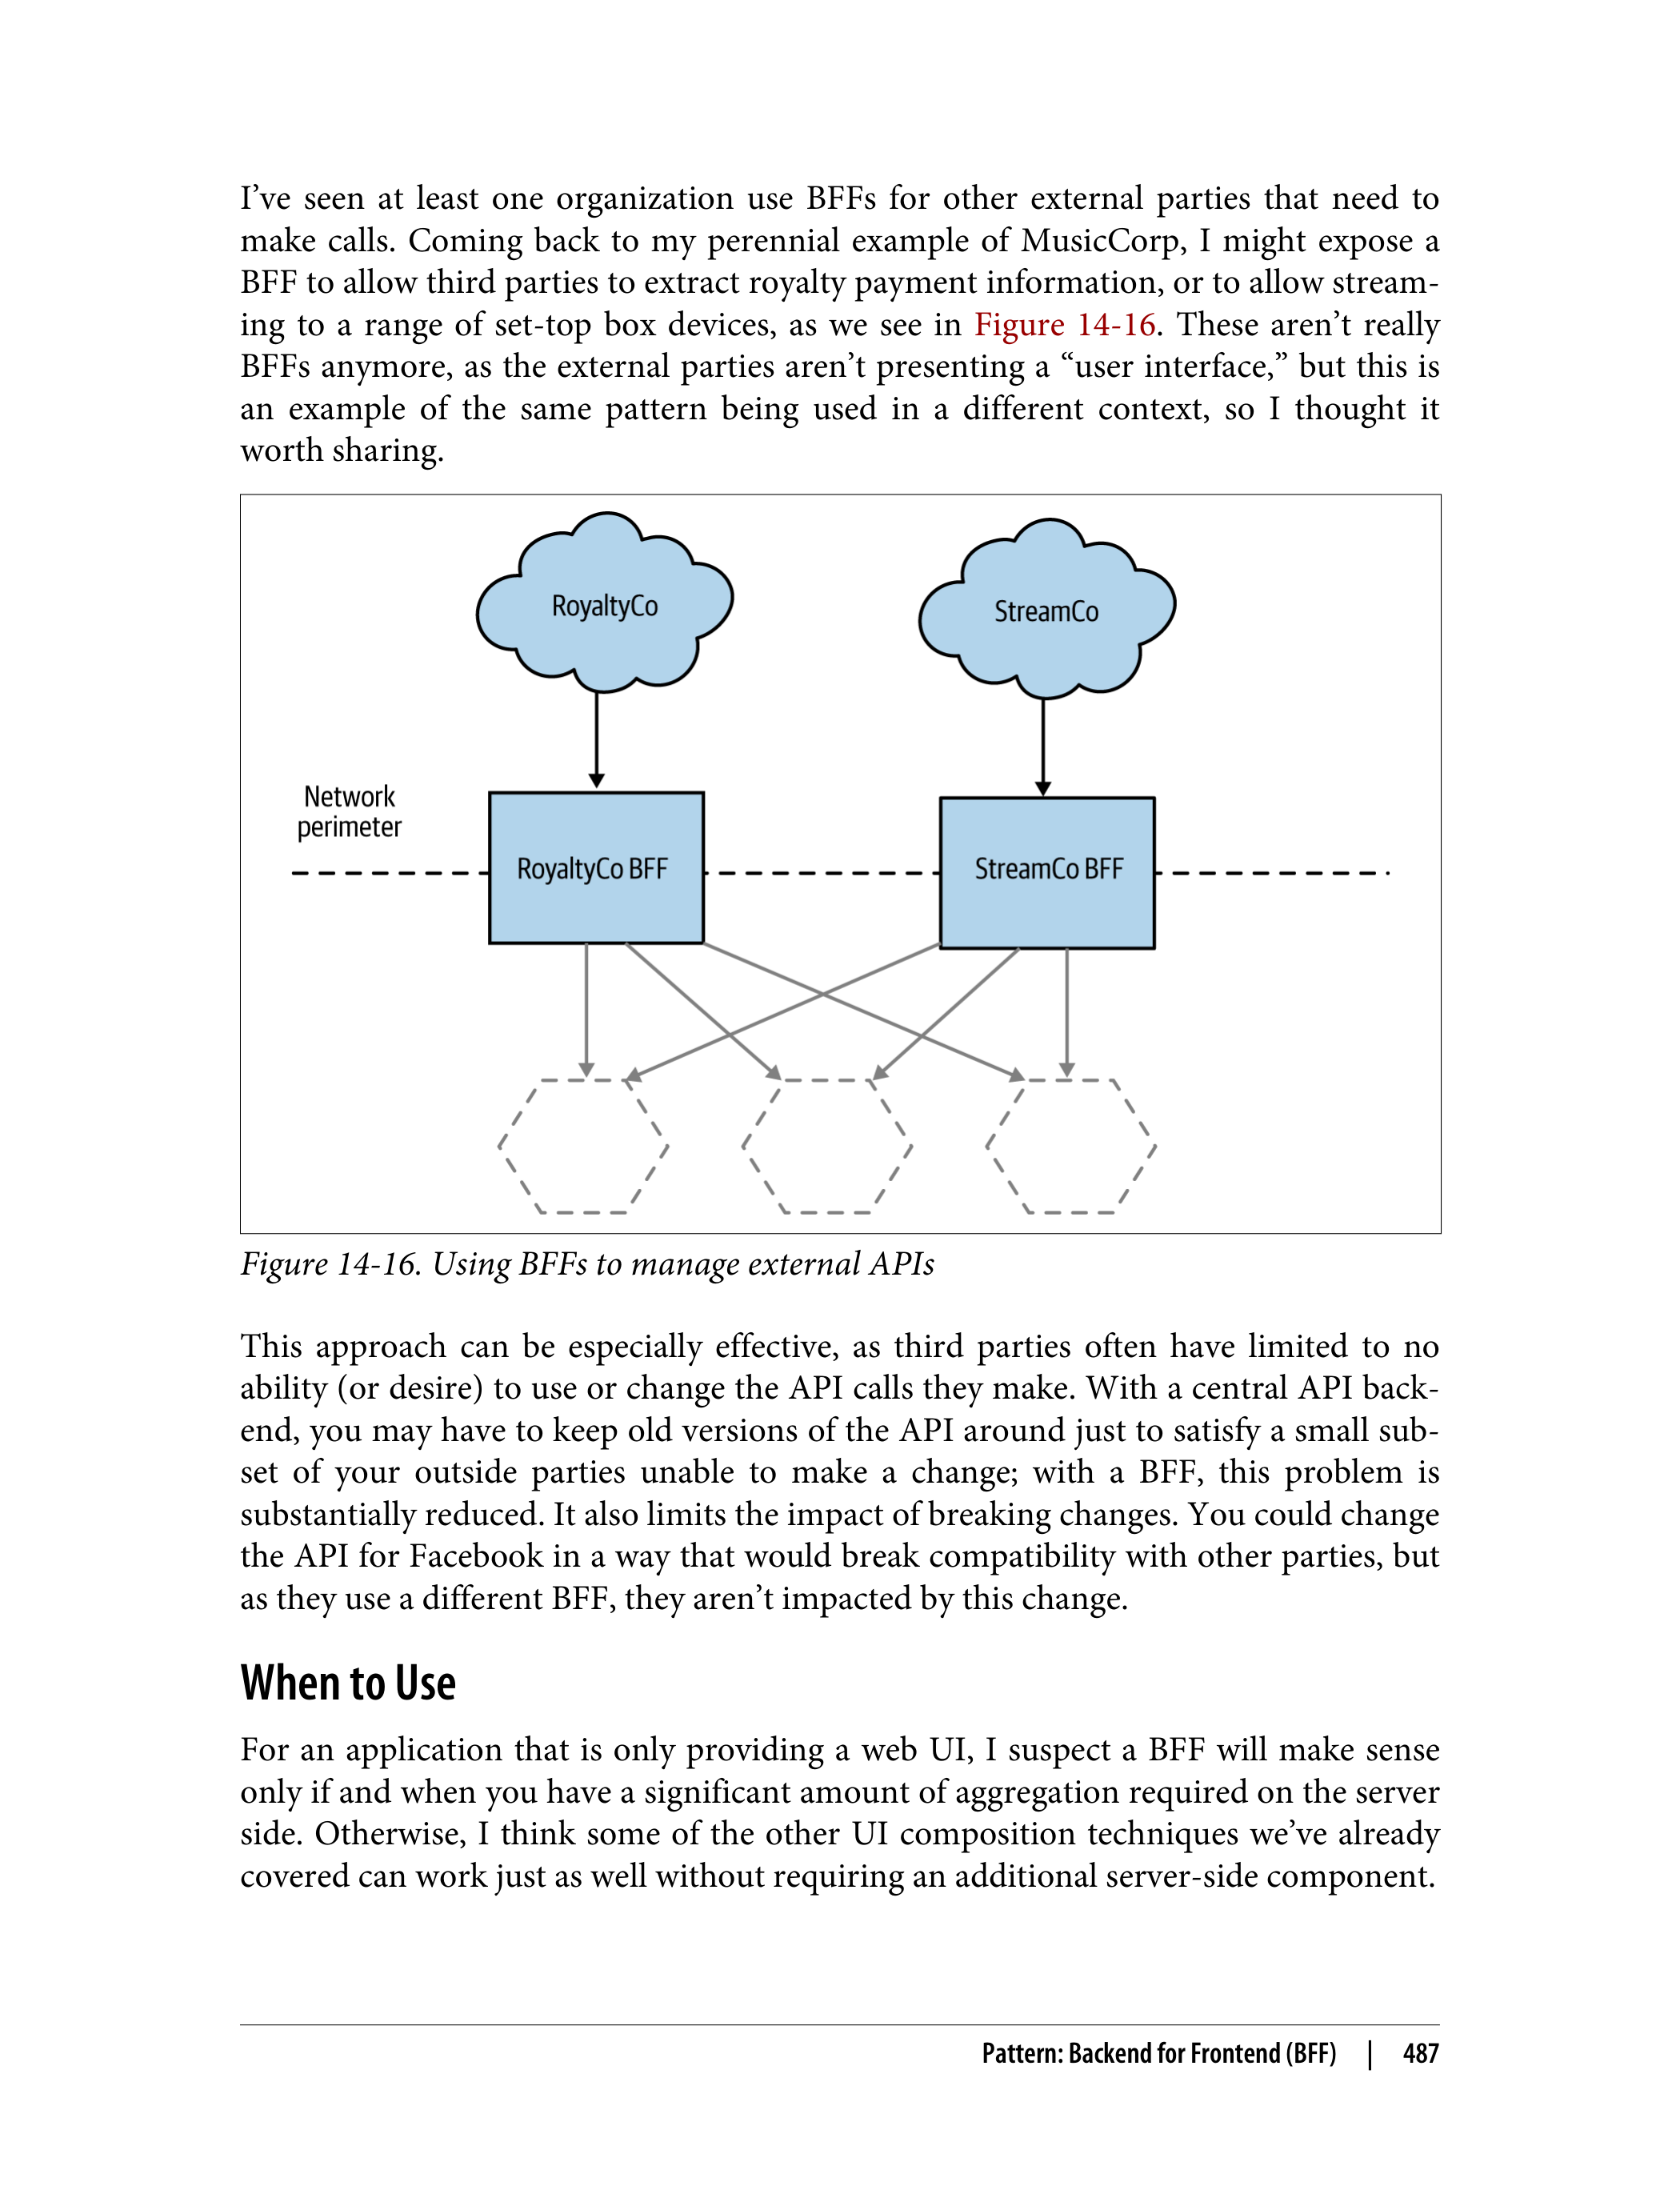 I’ve seen at least one organization use BFFs for other external parties that need to
make calls. Coming back to my perennial example of MusicCorp, I might expose a
BFF to allow third parties to extract royalty payment information, or to allow stream-
ing to a range of set-top box devices, as we see in Figure 14-16. These aren’t really
BFFs anymore, as the external parties aren’t presenting a “user interface,” but this is
an example of the same pattern being used in a different context, so I thought it
worth sharing.
RoyaltyCo
StreamCo
Network
perimeter
RoyaltyCo BFF
StreamCo BFF
Figure 14-16. Using BFFs to manage external APIs
This approach can be especially effective, as third parties often have limited to no
ability (or desire) to use or change the API calls they make. With a central API back-
end, you may have to keep old versions of the API around just to satisfy a small sub-
set of your outside parties unable to make a change; with a BFF, this problem is
substantially reduced. It also limits the impact of breaking changes. You could change
the API for Facebook in a way that would break compatibility with other parties, but
as they use a different BFF, they aren’t impacted by this change.
When to Use
For an application that is only providing a web UI, I suspect a BFF will make sense
only if and when you have a significant amount of aggregation required on the server
side. Otherwise, I think some of the other UI composition techniques we’ve already
covered can work just as well without requiring an additional server-side component.
Pattern: Backend for Frontend (BFF) | 487